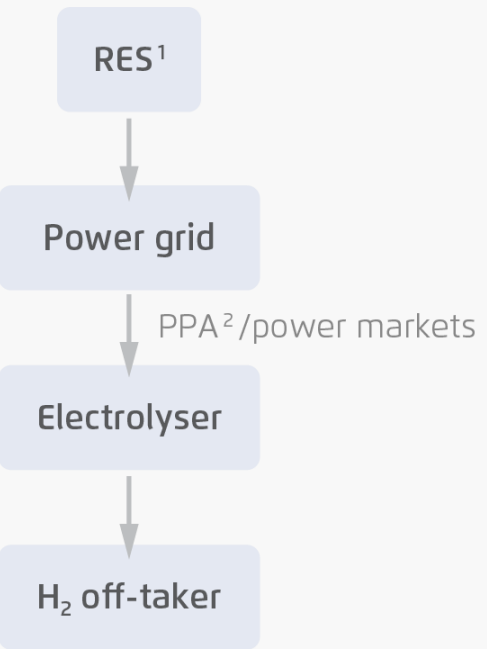 RES¹
Power grid
PPA²/power markets
Electrolyser
H₂ off-taker